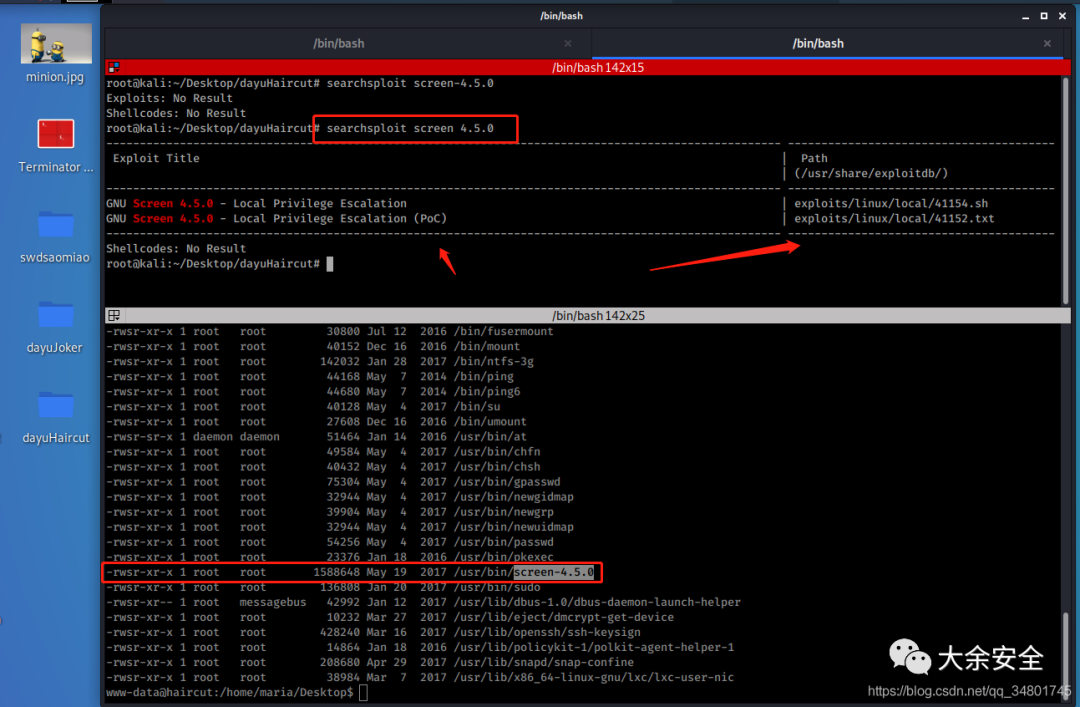 /bin/bash
/bin/bash
/bin/bash
minion.jpg
Terminator ...
swdsaomiao
dayuJoker
dayuHaircut
/bin/bash 142x15
root@kali:~/Desktop/dayuHaircut# searchsploit screen-4.5.0
Exploits: No Result
Shellcodes: No Result
root@kali:~/Desktop/dayuHaircut# searchsploit screen 4.5.0
Exploit Title | Path
| (/usr/share/exploitdb/)
GNU Screen 4.5.0 - Local Privilege Escalation | exploits/linux/local/41154.sh
GNU Screen 4.5.0 - Local Privilege Escalation (PoC) | exploits/linux/local/41152.txt
Shellcodes: No Result
root@kali:~/Desktop/dayuHaircut#
/bin/bash 142x25
-rwsr-xr-x 1 root root 30800 Jul 12 2016 /bin/fusermount
-rwsr-xr-x 1 root root 40152 Dec 16 2016 /bin/mount
-rwsr-xr-x 1 root root 142032 Jan 28 2017 /bin/ntfs-3g
-rwsr-xr-x 1 root root 44168 May 7 2014 /bin/ping
-rwsr-xr-x 1 root root 44680 May 7 2014 /bin/ping6
-rwsr-xr-x 1 root root 40128 May 4 2017 /bin/su
-rwsr-xr-x 1 root root 27608 Dec 16 2016 /bin/umount
-rwsr-sr-x 1 daemon daemon 51464 Jan 14 2016 /usr/bin/at
-rwsr-xr-x 1 root root 49584 May 4 2017 /usr/bin/chfn
-rwsr-xr-x 1 root root 40432 May 4 2017 /usr/bin/chsh
-rwsr-xr-x 1 root root 75304 May 4 2017 /usr/bin/gpasswd
-rwsr-xr-x 1 root root 32944 May 4 2017 /usr/bin/newgidmap
-rwsr-xr-x 1 root root 39904 May 4 2017 /usr/bin/newgrp
-rwsr-xr-x 1 root root 32944 May 4 2017 /usr/bin/newuidmap
-rwsr-xr-x 1 root root 54256 May 4 2017 /usr/bin/passwd
-rwsr-xr-x 1 root root 23376 Jan 18 2016 /usr/bin/pkexec
-rwsr-xr-x 1 root root 1588648 May 19 2017 /usr/bin/screen-4.5.0
-rwsr-xr-x 1 root root 136808 Jan 20 2017 /usr/bin/sudo
-rwsr-xr-- 1 root messagebus 42992 Jan 12 2017 /usr/lib/dbus-1.0/dbus-daemon-launch-helper
-rwsr-xr-x 1 root root 10232 Mar 27 2017 /usr/lib/eject/dmcrypt-get-device
-rwsr-xr-x 1 root root 428240 Mar 16 2017 /usr/lib/openssh/ssh-keysign
-rwsr-xr-x 1 root root 14864 Jan 18 2016 /usr/lib/policykit-1/polkit-agent-helper-1
-rwsr-xr-x 1 root root 208680 Apr 29 2017 /usr/lib/snapd/snap-confine
-rwsr-xr-x 1 root root 38984 Mar 7 2017 /usr/lib/x86_64-linux-gnu/lxc/lxc-user-nic
www-data@haircut:/home/maria/Desktop$
大余安全
https://blog.csdn.net/qq_34801745